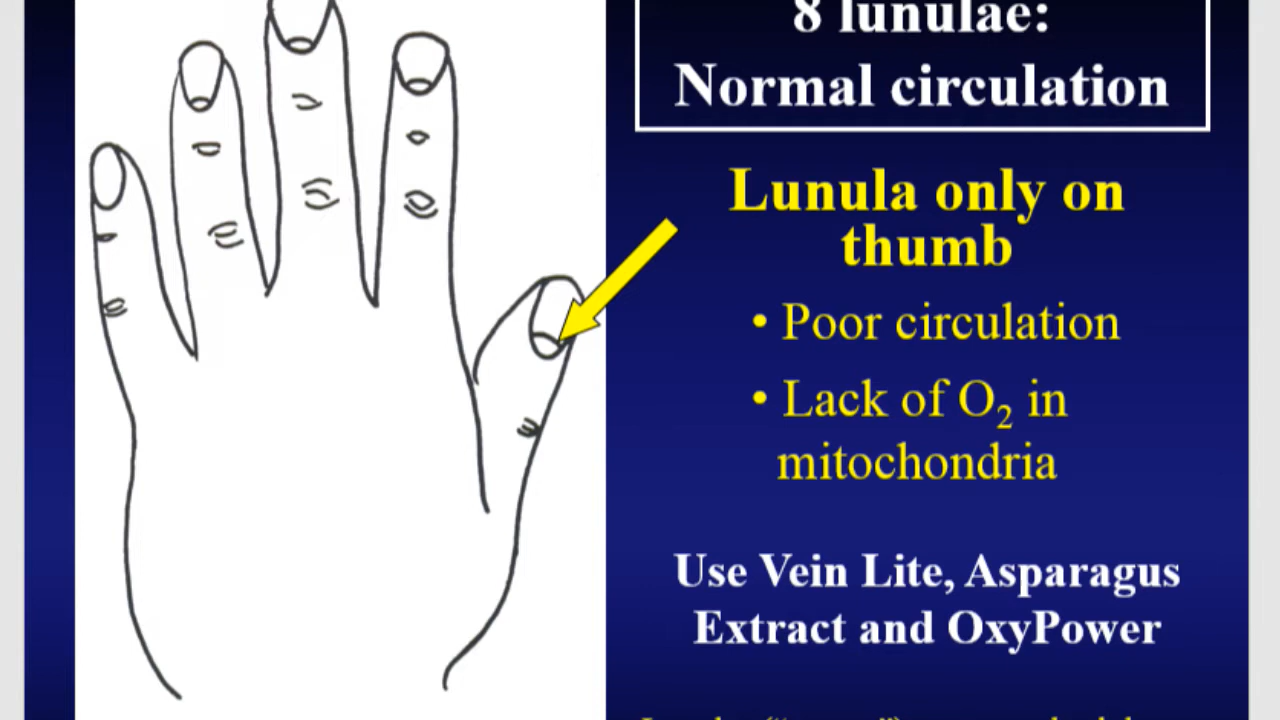 8 lunulae:
Normal circulation
Lunula only on
thumb
• Poor circulation
• Lack of O₂ in
mitochondria
Use Vein Lite, Asparagus
Extract and OxyPower